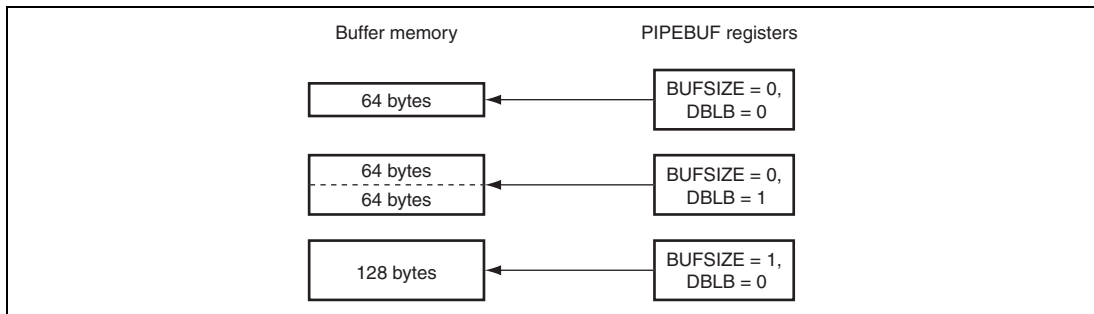 Buffer memory
PIPEBUF registers
64 bytes
BUFSIZE = 0,
DBLB = 0
64 bytes
64 bytes
BUFSIZE = 0,
DBLB = 1
128 bytes
BUFSIZE = 1,
DBLB = 0